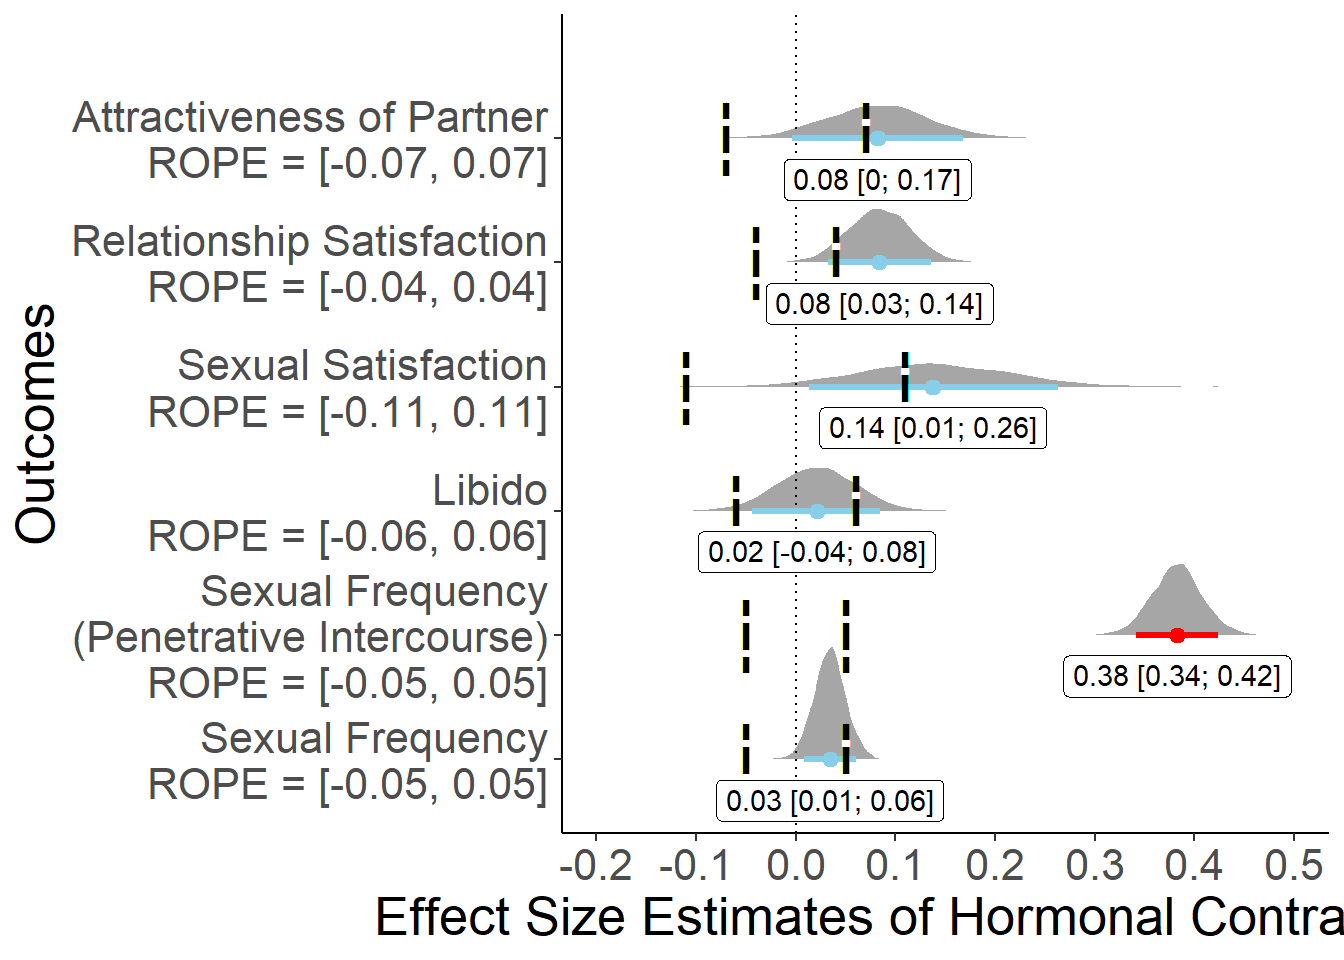 Outcomes
Attractiveness of Partner
ROPE = [-0.07, 0.07]
0.08 [0; 0.17]
Relationship Satisfaction
ROPE = [-0.04, 0.04]
0.08 [0.03; 0.14]
Sexual Satisfaction
ROPE = [-0.11, 0.11]
0.14 [0.01; 0.26]
Libido
ROPE = [-0.06, 0.06]
0.02 [-0.04; 0.08]
Sexual Frequency
(Penetrative Intercourse)
ROPE = [-0.05, 0.05]
0.38 [0.34; 0.42]
Sexual Frequency
ROPE = [-0.05, 0.05]
0.03 [0.01; 0.06]
-0.2 -0.1 0.0 0.1 0.2 0.3 0.4 0.5
Effect Size Estimates of Hormonal Contra